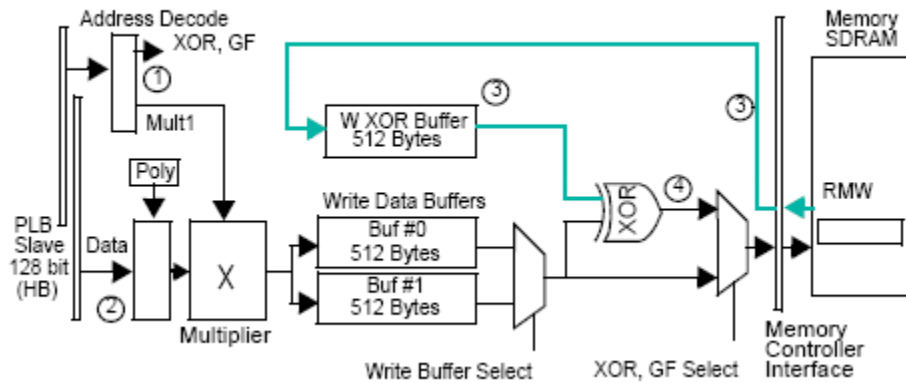 Address Decode
XOR, GF
1
Mult1
Poly
PLB
Slave
128 bit
(HB)
Data
2
X
Multiplier
W XOR Buffer
512 Bytes
3
Write Data Buffers
Buf #0
512 Bytes
Buf #1
512 Bytes
Write Buffer Select
XOR
4
XOR, GF Select
3
Memory
SDRAM
RMW
Memory
Controller
Interface